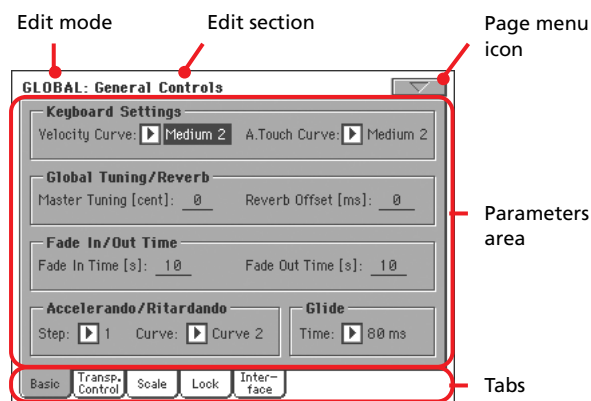 Edit mode
Edit section
Page menu
icon
GLOBAL: General Controls
Keyboard Settings
Velocity Curve: Medium 2 A.Touch Curve: Medium 2
Global Tuning/Reverb
Master Tuning [cent]: 0 Reverb Offset [ms]: 0
Parameters
area
Fade In/Out Time
Fade In Time [s]: 10 Fade Out Time [s]: 10
Accelerando/Ritardando
Step: 1 Curve: Curve 2
Glide
Time: 80 ms
Basic
Transp.
Control
Scale
Lock
Inter-
face
Tabs